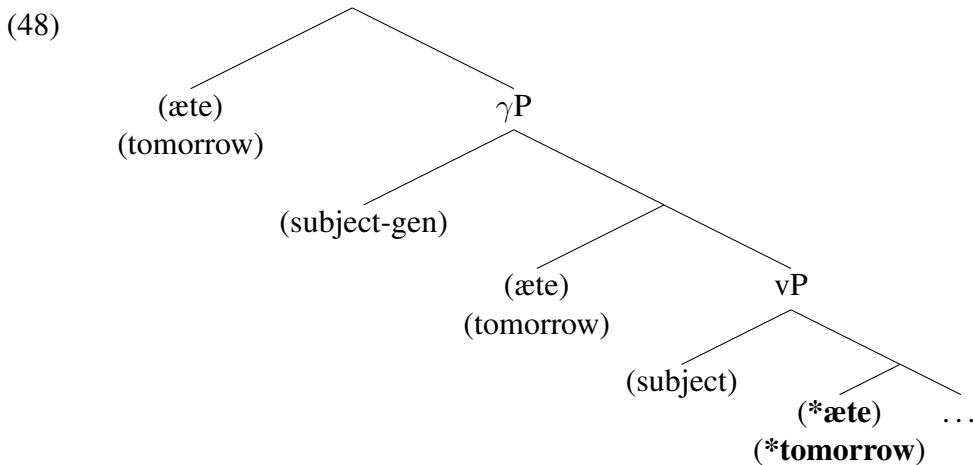 (48)
(æte)
(tomorrow)
γP
(subject-gen)
(æte)
(tomorrow)
vP
(subject)
(*æte)
(*tomorrow)
...